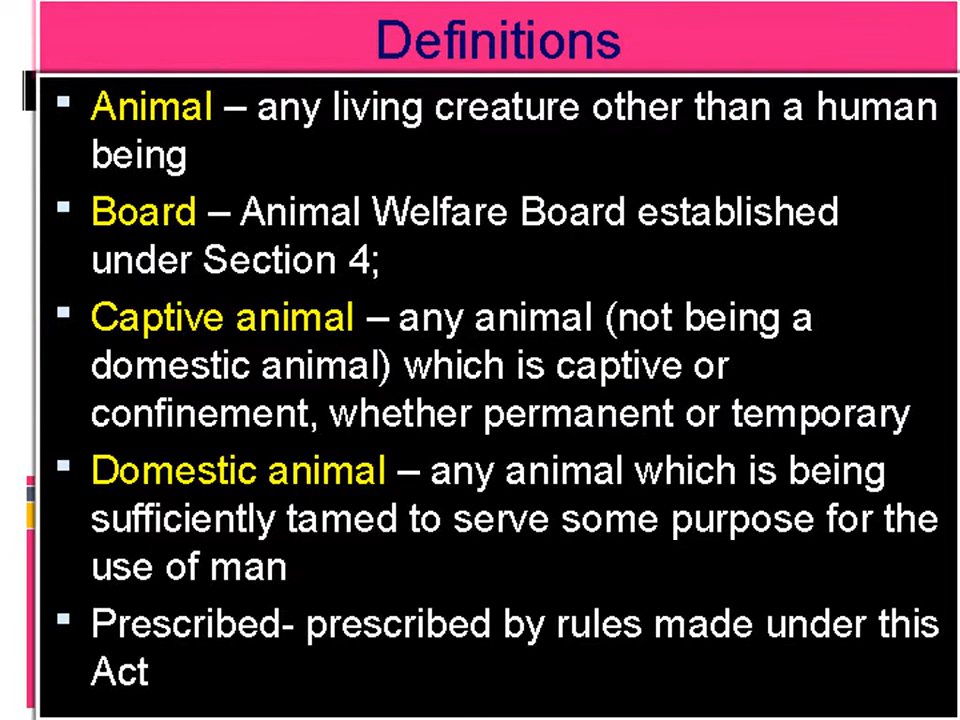 Definitions
Animal – any living creature other than a human
being
Board – Animal Welfare Board established
under Section 4;
Captive animal – any animal (not being a
domestic animal) which is captive or
confinement, whether permanent or temporary
Domestic animal – any animal which is being
sufficiently tamed to serve some purpose for the
use of man
Prescribed- prescribed by rules made under this
Act